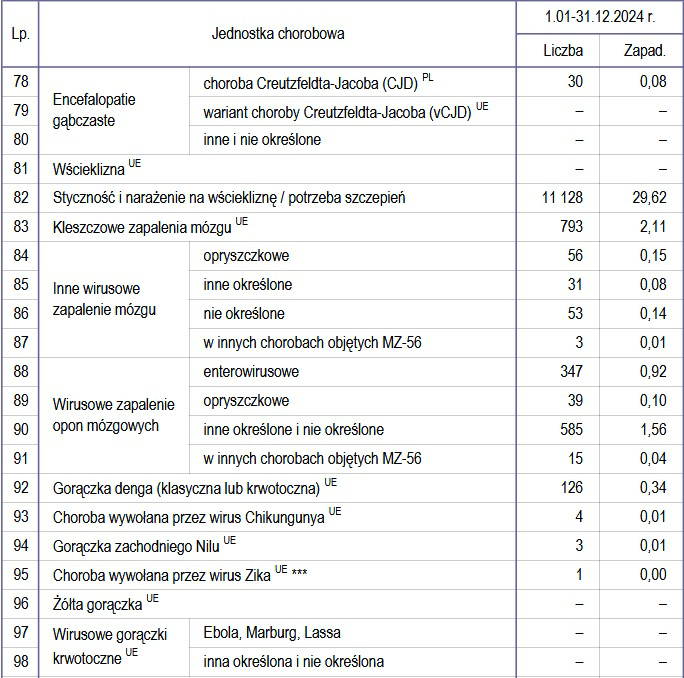 Lp. Jednostka chorobowa 1.01-31.12.2024 r.
Liczba Zapad.
78 Encefalopatie gąbczaste choroba Creutzfeldta-Jacoba (CJD) PL 30 0,08
79 wariant choroby Creutzfeldta-Jacoba (vCJD) UE – –
80 inne i nie określone – –
81 Wścieklizna UE – –
82 Styczność i narażenie na wściekliznę / potrzeba szczepień 11 128 29,62
83 Kleszczowe zapalenia mózgu UE 793 2,11
84 Inne wirusowe zapalenie mózgu opryszczkowe 56 0,15
85 inne określone 31 0,08
86 nie określone 53 0,14
87 w innych chorobach objętych MZ-56 3 0,01
88 Wirusowe zapalenie opon mózgowych enterowirusowe 347 0,92
89 opryszczkowe 39 0,10
90 inne określone i nie określone 585 1,56
91 w innych chorobach objętych MZ-56 15 0,04
92 Gorączka denga (klasyczna lub krwotoczna) UE 126 0,34
93 Choroba wywołana przez wirus Chikungunya UE 4 0,01
94 Gorączka zachodniego Nilu UE 3 0,01
95 Choroba wywołana przez wirus Zika UE *** 1 0,00
96 Żółta gorączka UE – –
97 Wirusowe gorączki krwotoczne UE Ebola, Marburg, Lassa – –
98 inna określona i nie określona – –